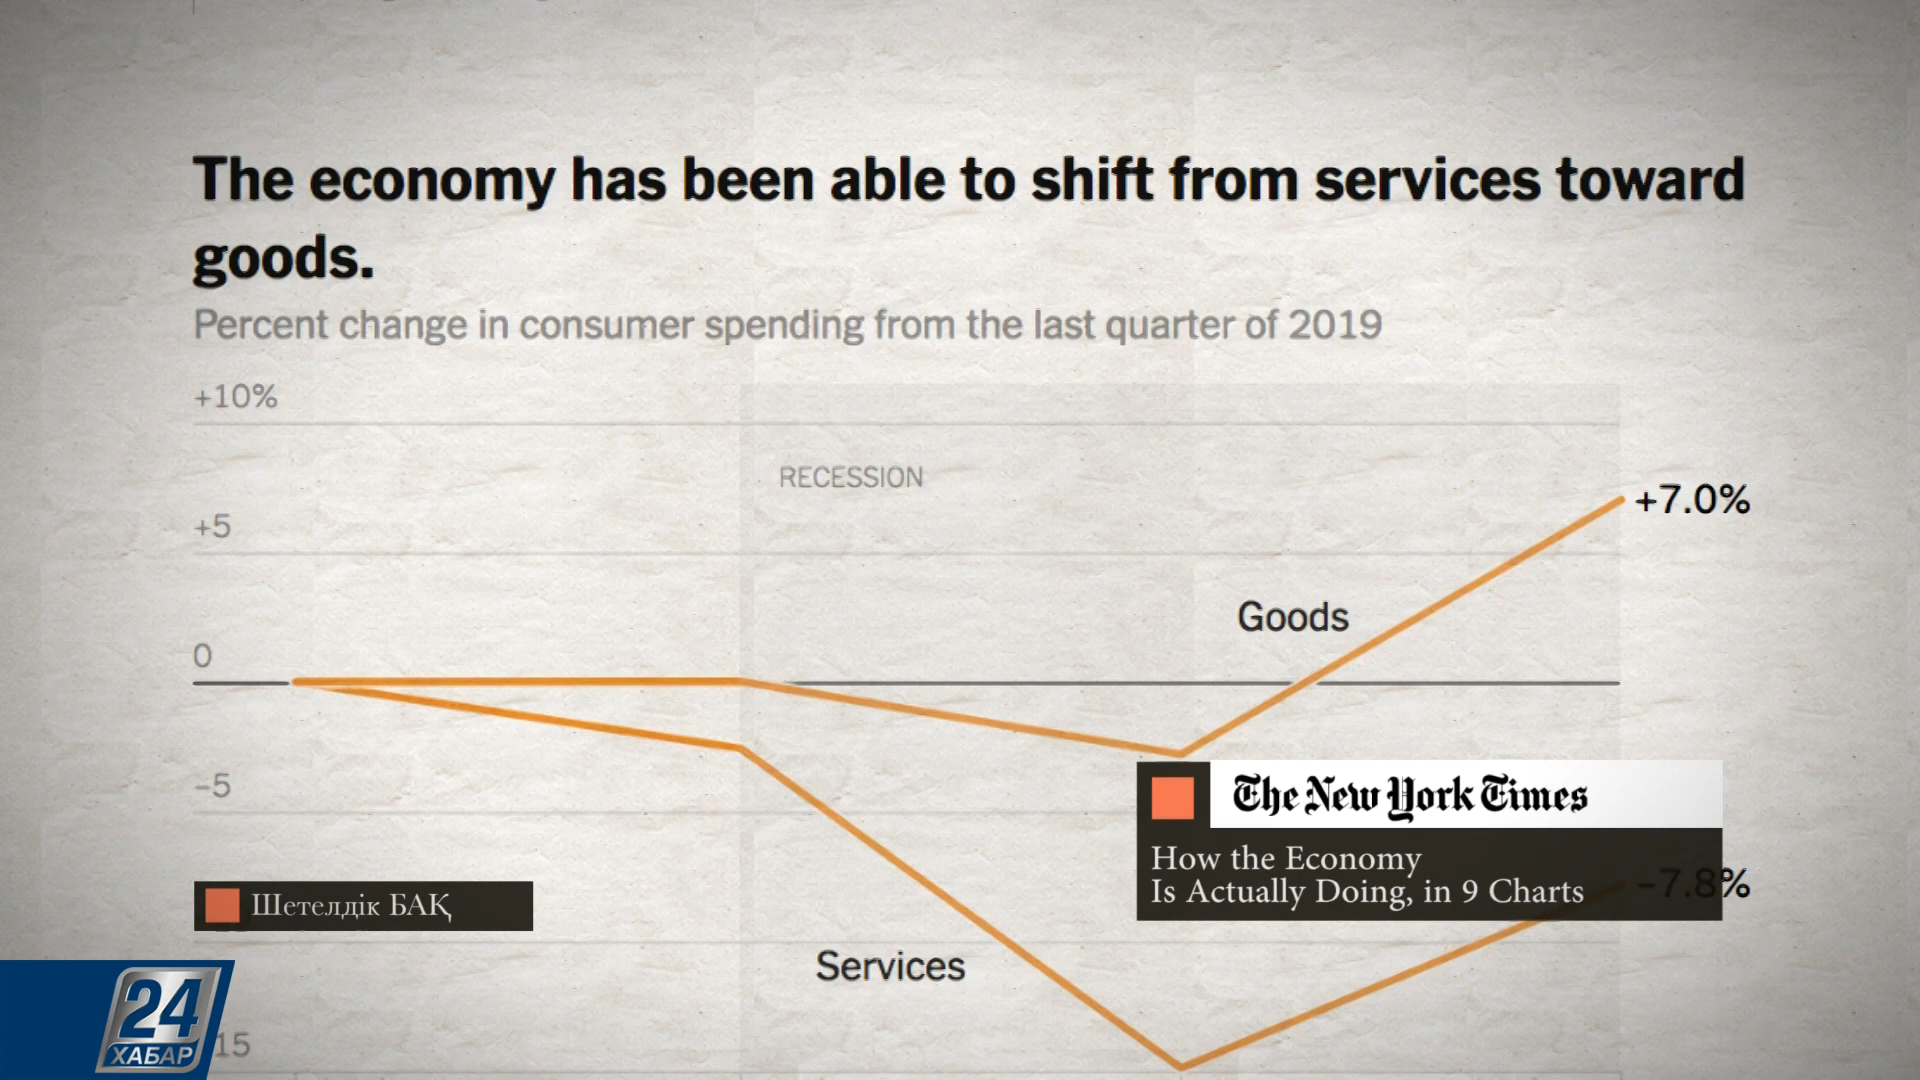 The economy has been able to shift from services toward
goods.
Percent change in consumer spending from the last quarter of 2019
+10%
RECESSION
+7.0%
+5
Goods
0
-5
The New York Times
How the Economy
Is Actually Doing, in 9 Charts
-7.8%
Шетелдік БАҚ
Services
24
ХАБАР
15